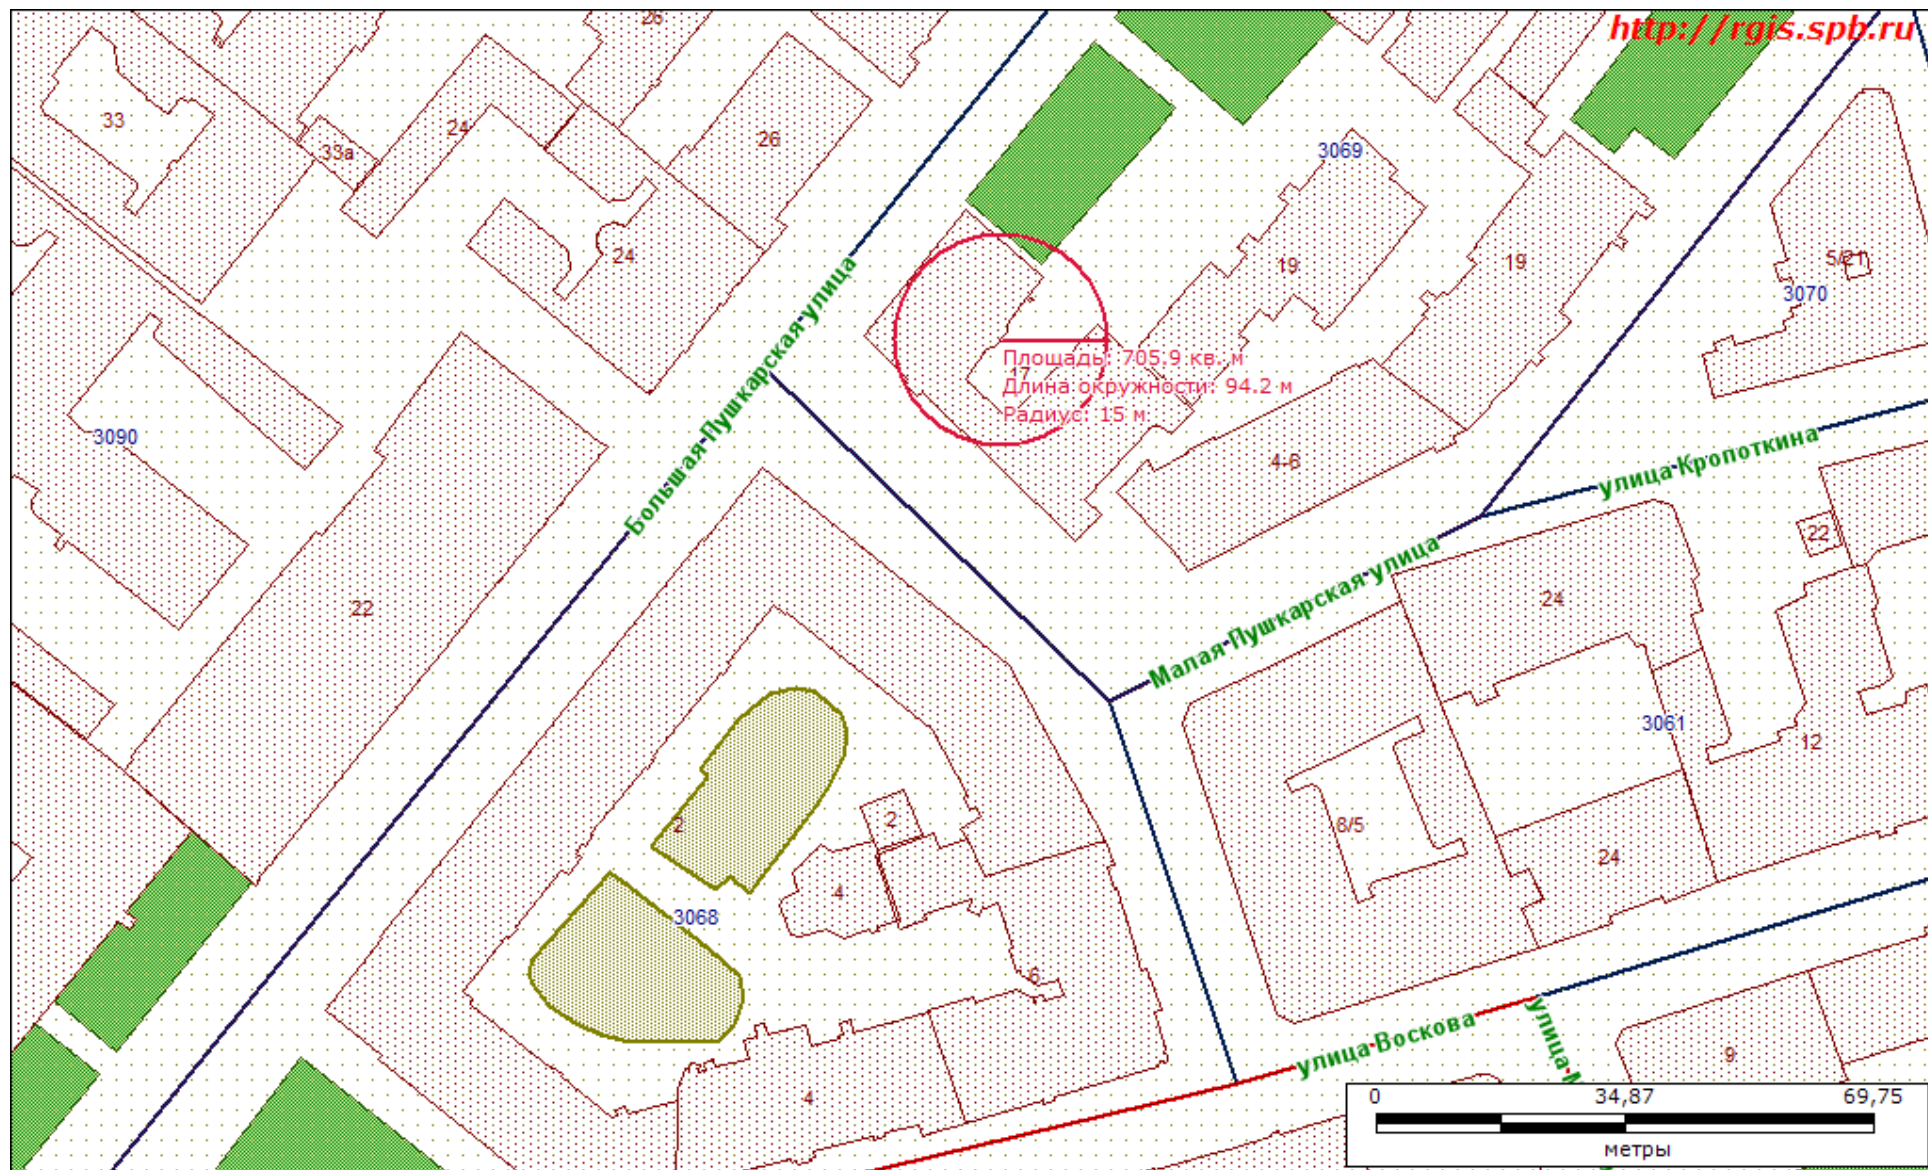 http://rgis.spb.ru
26
33
24
33a
26
3069
24
19
19
5/21
3070
Большая Пушкарская улица
Площадь: 705.9 кв. м
17
Длина окружности: 94.2 м
Радиус: 15 м
3090
4-6
улица Кропоткина
22
Малая Пушкарская улица
22
24
3061
12
2
2
8/5
24
4
3068
6
улица Воскова
улица М
9
4
0 34,87 69,75
метры